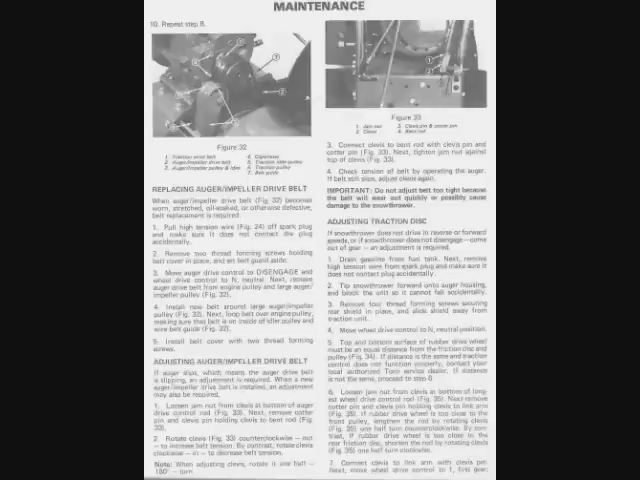 MAINTENANCE
10. Repeat step 8.
Figure 32
1. Traction drive belt
2. Auger/impeller drive belt
3. Auger/impeller pulley & idler
4.
5. Traction idler pulley
6. Traction pulley
7. Belt guide
REPLACING AUGER/IMPELLER DRIVE BELT
When auger/impeller drive belt (Fig. 32) becomes
worn, stretched, oil-soaked, or otherwise defective,
belt replacement is required.
1. Pull high tension wire (Fig. 24) off spark plug
and make sure it does not contact the plug
accidentally.
2. Remove two thread forming screws holding
belt cover in place, and set belt guard aside.
3. Move auger drive control to DISENGAGE and
wheel drive control to N, neutral. Next, remove
auger drive belt from engine pulley and large auger/
impeller pulley (Fig. 32).
4. Install new belt around large auger/impeller
pulley (Fig. 32). Next, loop belt over engine pulley,
making sure that belt is on inside of idler pulley and
wire belt guide (Fig. 32).
5. Install belt cover with two thread forming
screws.
ADJUSTING AUGER/IMPELLER DRIVE BELT
If auger slips, which means the auger drive belt
is slipping, an adjustment is required. When a new
auger/impeller drive belt is installed, an adjustment
may also be required.
1. Loosen jam nut from clevis at bottom of auger
drive control rod (Fig. 33). Next, remove cotter
pin and clevis pin holding clevis to bent rod (Fig.
33).
2. Rotate clevis (Fig. 33) counterclockwise — not
— to increase belt tension. By contrast, rotate clevis
clockwise — or — to decrease belt tension.
Note: When adjusting clevis, rotate it one half —
180° — turn.
Figure 33
1. Jam nut
2. Clevis
3. Clevis pin & cotter pin
4. Bent rod
3. Connect clevis to bent rod with clevis pin and
cotter pin (Fig. 33). Next, tighten jam nut against
top of clevis (Fig. 33).
4. Check tension of belt by operating the auger.
If belt still slips, adjust clevis again.
IMPORTANT: Do not adjust belt too tight because
the belt will wear out quickly or possibly cause
damage to the snowthrower.
ADJUSTING TRACTION DISC
If snowthrower does not drive in reverse or forward
speeds, or if snowthrower does not disengage—come
out of gear — an adjustment is required.
1. Drain gasoline from fuel tank. Next, remove
high tension wire from spark plug and make sure it
does not contact plug accidentally.
2. Tip snowthrower forward onto auger housing,
and block the unit so it cannot fall accidentally.
3. Remove four thread forming screws securing
rear shield in place, and slide shield away from
traction unit.
4. Move wheel drive control to N, neutral position.
5. Top and bottom surface of rubber drive wheel
must be an equal distance from the friction disc and
pulley (Fig. 34). If distance is the same and traction
control does not function properly, contact your
local authorized Toro service dealer. If distance
is not the same, proceed to step 6.
6. Loosen jam nut from clevis at bottom of long-
est wheel drive control rod (Fig. 35). Next remove
cotter pin and clevis pin holding clevis to link arm
(Fig. 35). If rubber drive wheel is too close to the
front pulley, lengthen the rod by rotating clevis
(Fig. 35) one half turn counterclockwise. By con-
trast, if rubber drive wheel is too close to the
rear friction disc, shorten the rod by rotating clevis
(Fig. 35) one half turn clockwise.
7. Connect clevis to link arm with clevis pin.
Next, move wheel drive control to 1, first gear;